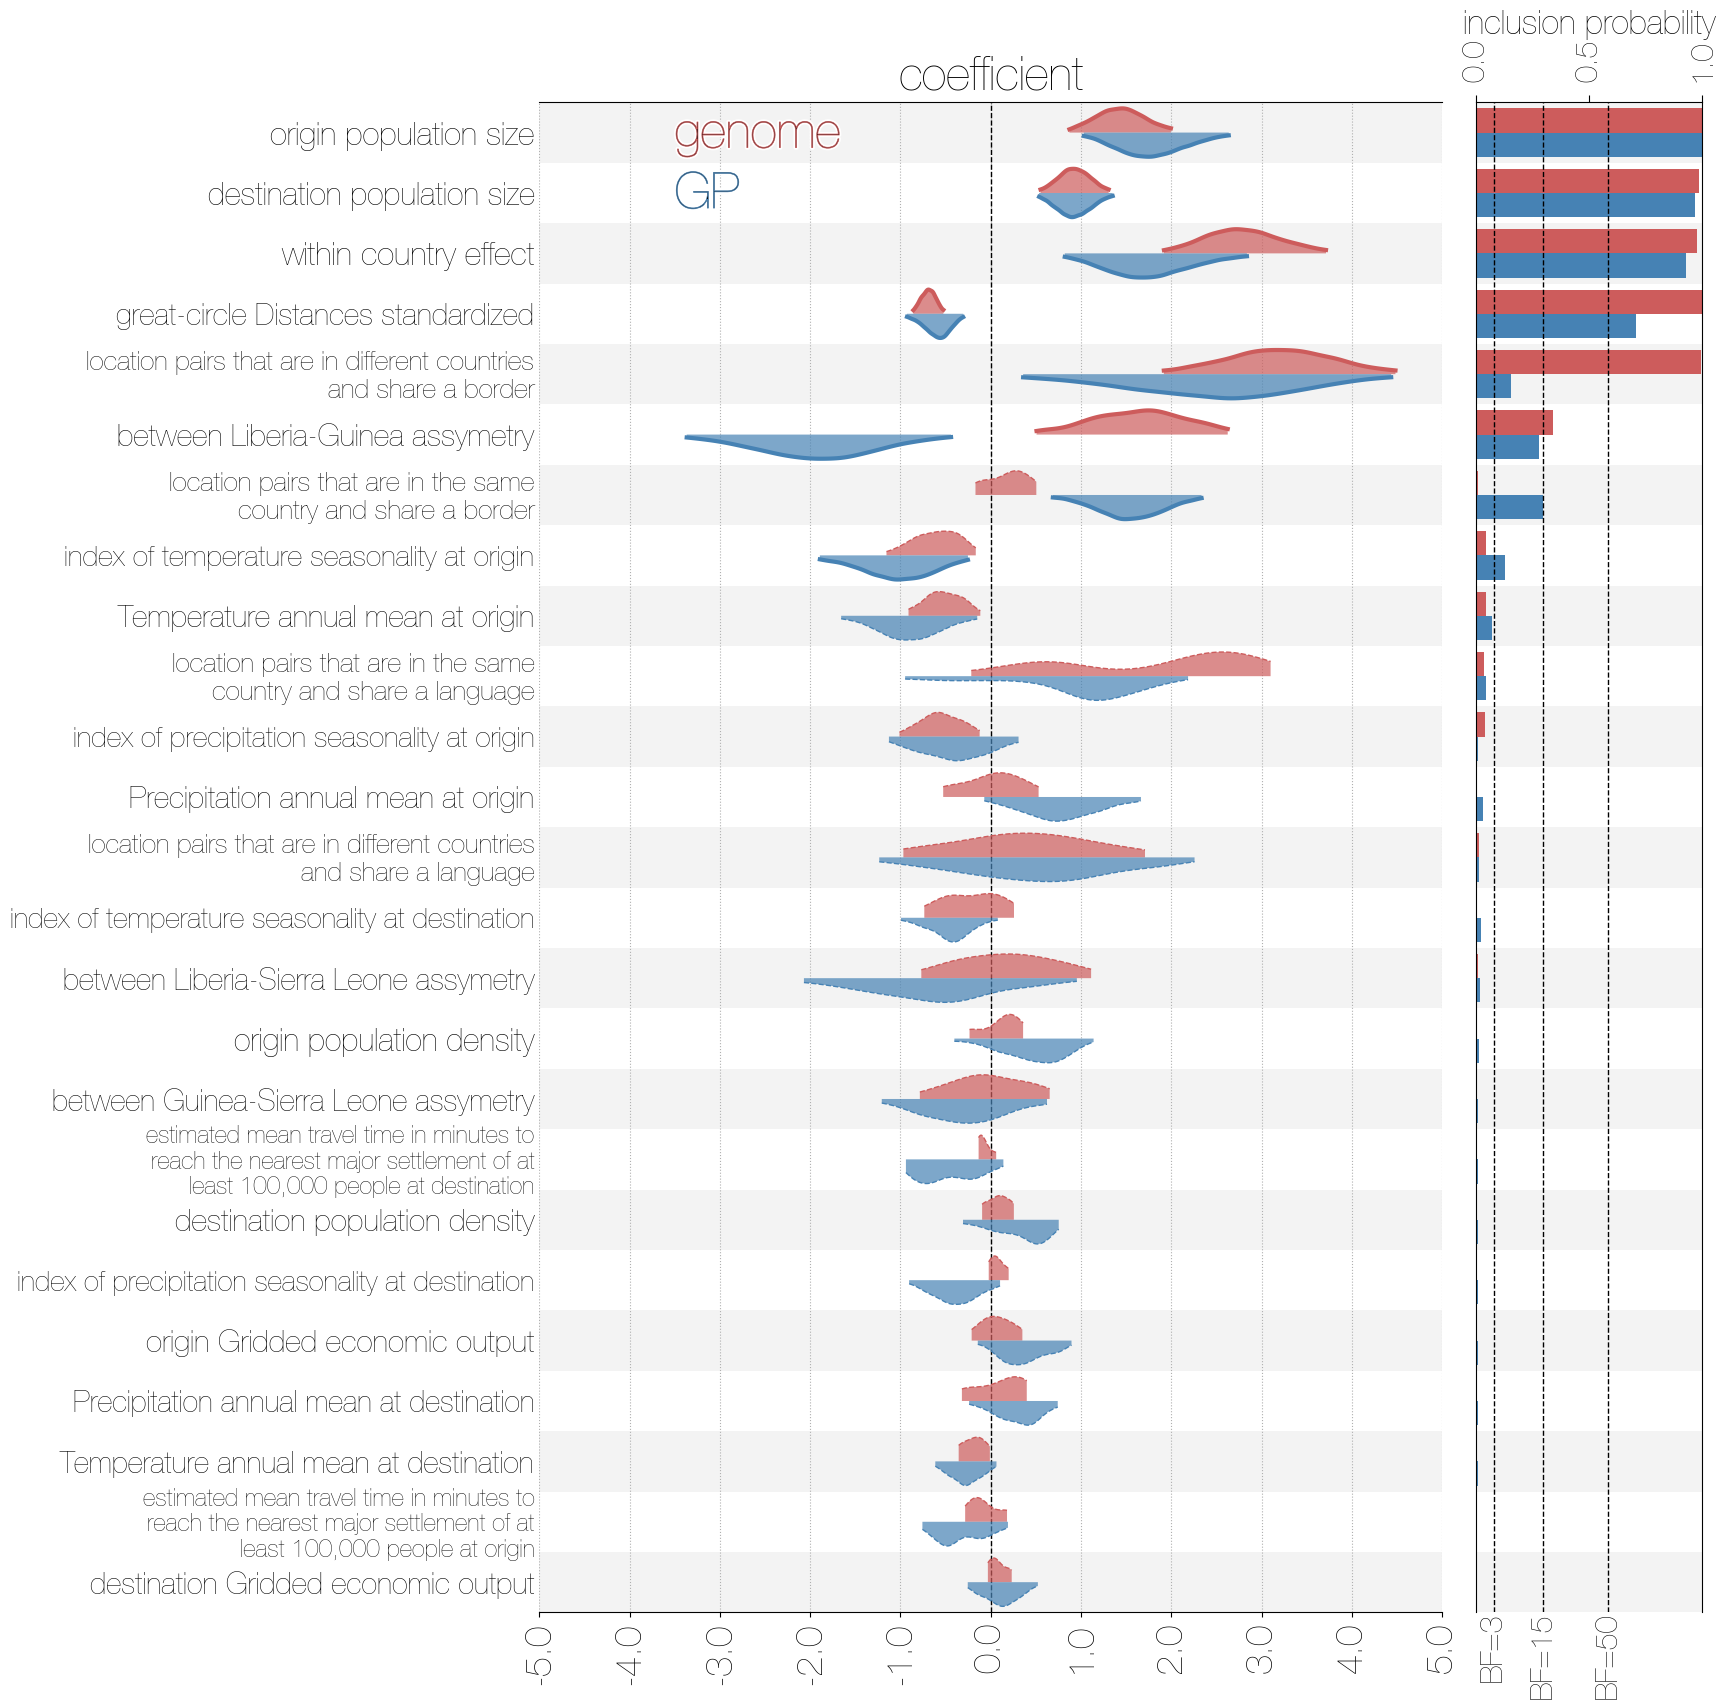 inclusion probability
0.0
0.5
1.0
coefficient
genome
GP
origin population size
destination population size
within country effect
great-circle Distances standardized
location pairs that are in different countries
and share a border
between Liberia-Guinea assymetry
location pairs that are in the same
country and share a border
index of temperature seasonality at origin
Temperature annual mean at origin
location pairs that are in the same
country and share a language
index of precipitation seasonality at origin
Precipitation annual mean at origin
location pairs that are in different countries
and share a language
index of temperature seasonality at destination
between Liberia-Sierra Leone assymetry
origin population density
between Guinea-Sierra Leone assymetry
estimated mean travel time in minutes to
reach the nearest major settlement of at
least 100,000 people at destination
destination population density
index of precipitation seasonality at destination
origin Gridded economic output
Precipitation annual mean at destination
Temperature annual mean at destination
estimated mean travel time in minutes to
reach the nearest major settlement of at
least 100,000 people at origin
destination Gridded economic output
-5.0
-4.0
-3.0
-2.0
-1.0
0.0
1.0
2.0
3.0
4.0
5.0
BF=3
BF=15
BF=50